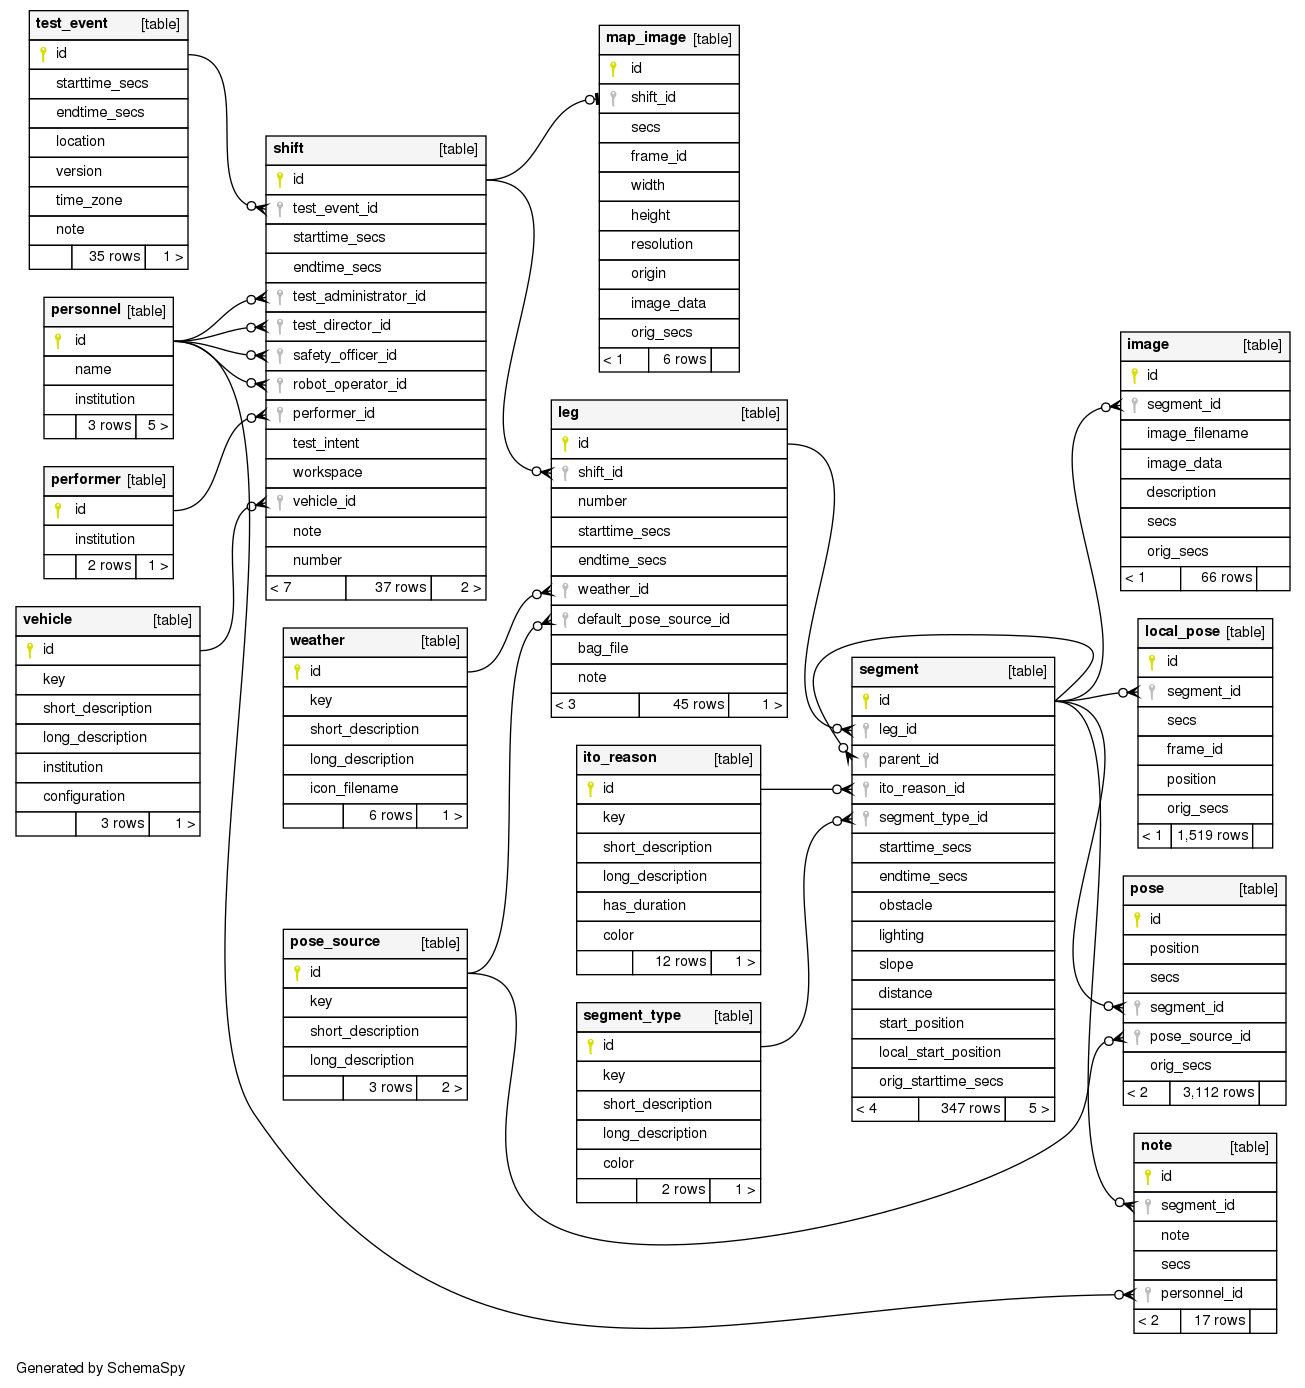 test_event [table]
id
starttime_secs
endtime_secs
location
version
time_zone
note
35 rows 1 >
personnel [table]
id
name
institution
3 rows 5 >
performer [table]
id
institution
2 rows 1 >
vehicle [table]
id
key
short_description
long_description
institution
configuration
3 rows 1 >
shift [table]
id
test_event_id
starttime_secs
endtime_secs
test_administrator_id
test_director_id
safety_officer_id
robot_operator_id
performer_id
test_intent
workspace
vehicle_id
note
number
< 7 37 rows 2 >
weather [table]
id
key
short_description
long_description
icon_filename
6 rows 1 >
pose_source [table]
id
key
short_description
long_description
3 rows 2 >
map_image [table]
id
shift_id
secs
frame_id
width
height
resolution
origin
image_data
orig_secs
< 1 6 rows
leg [table]
id
shift_id
number
starttime_secs
endtime_secs
weather_id
default_pose_source_id
bag_file
note
< 3 45 rows 1 >
ito_reason [table]
id
key
short_description
long_description
has_duration
color
12 rows 1 >
segment_type [table]
id
key
short_description
long_description
color
2 rows 1 >
segment [table]
id
leg_id
parent_id
ito_reason_id
segment_type_id
starttime_secs
endtime_secs
obstacle
lighting
slope
distance
start_position
local_start_position
orig_starttime_secs
< 4 347 rows 5 >
image [table]
id
segment_id
image_filename
image_data
description
secs
orig_secs
< 1 66 rows
local_pose [table]
id
segment_id
secs
frame_id
position
orig_secs
< 1 1,519 rows
pose [table]
id
position
secs
segment_id
pose_source_id
orig_secs
< 2 3,112 rows
note [table]
id
segment_id
note
secs
personnel_id
< 2 17 rows
Generated by SchemaSpy